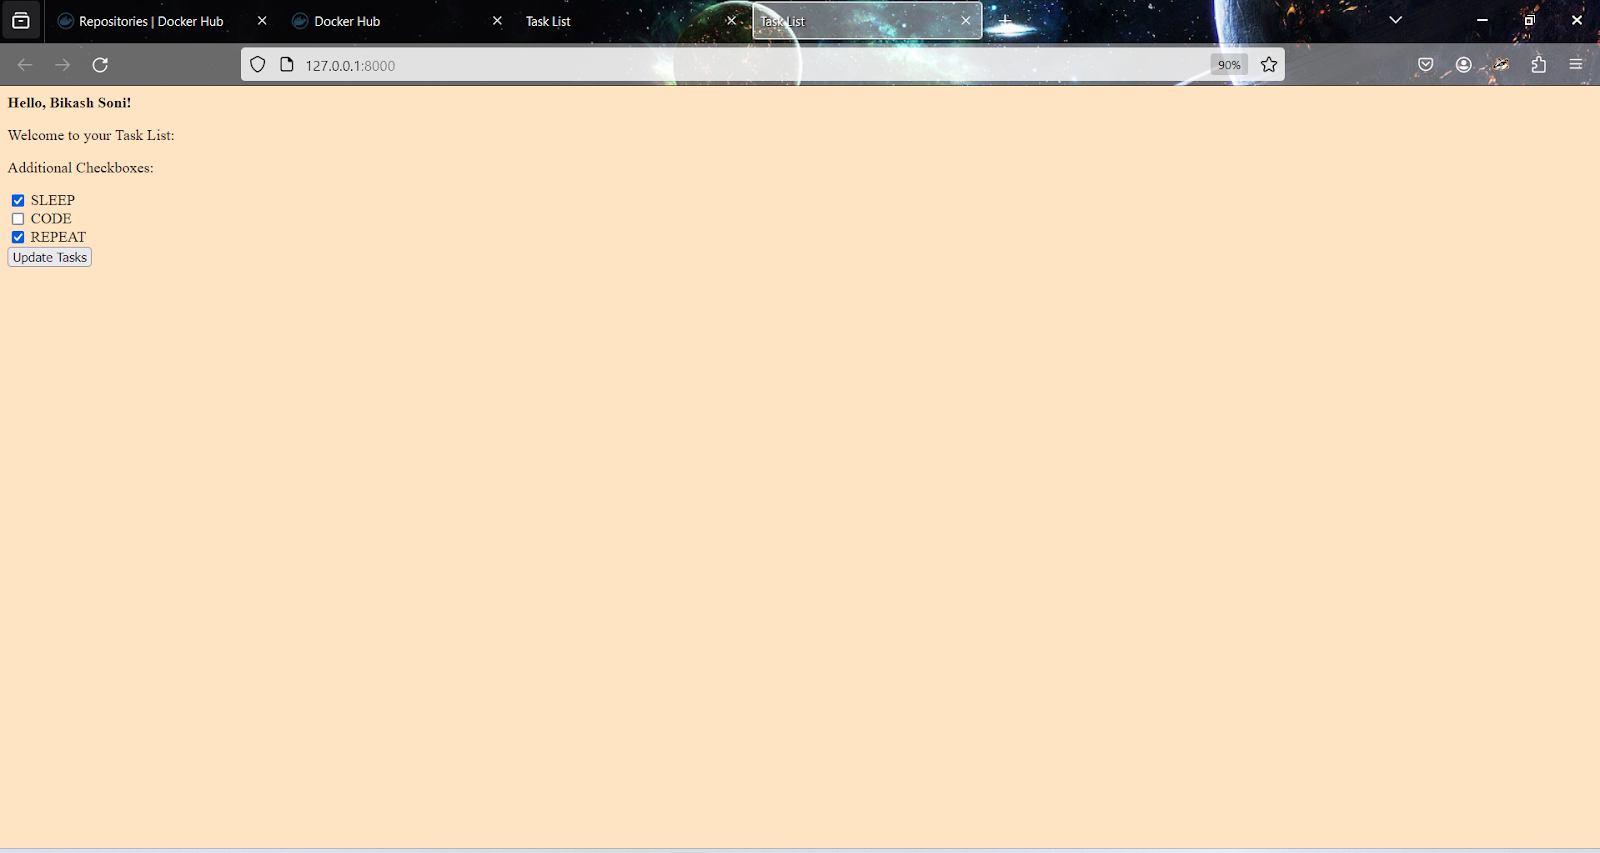 Repositories | Docker Hub
Docker Hub
Task List
Task List
127.0.0.1:8000
90%
Hello, Bikash Soni!
Welcome to your Task List:
Additional Checkboxes:
SLEEP
CODE
REPEAT
Update Tasks